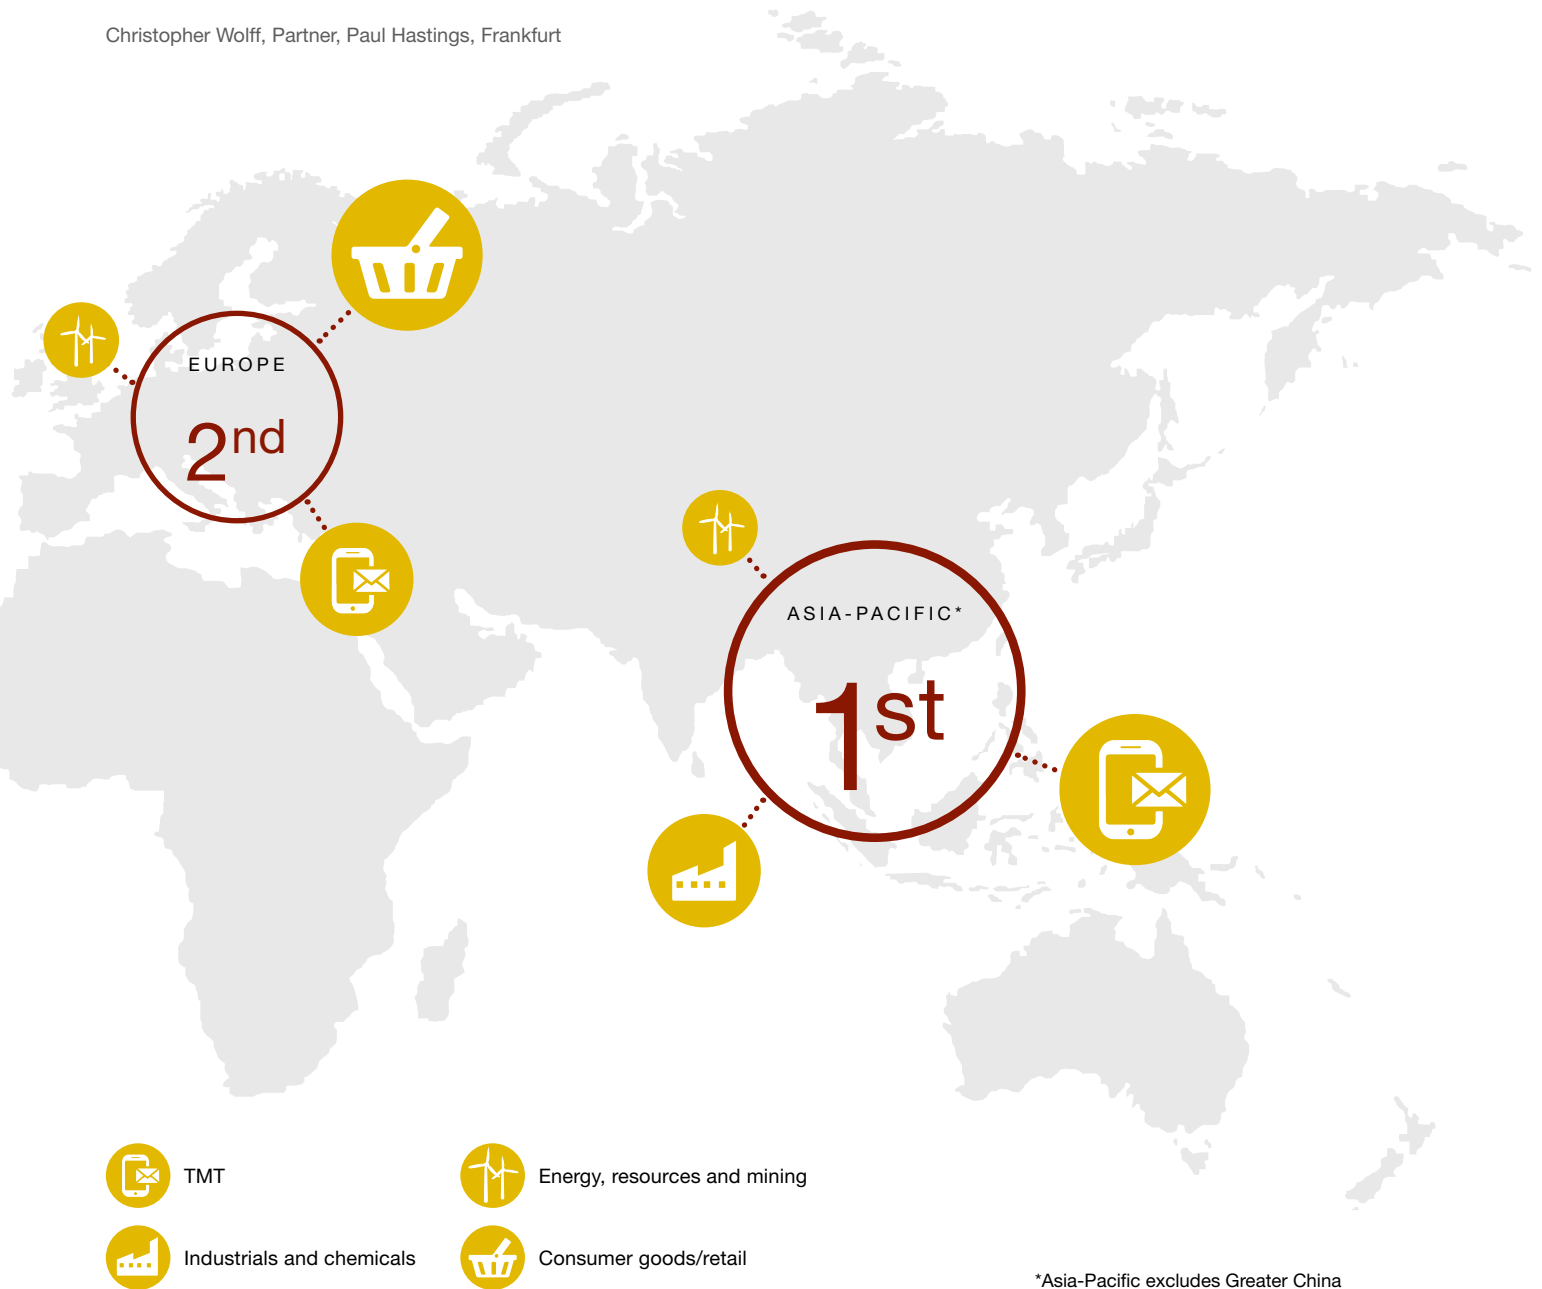 Christopher Wolff, Partner, Paul Hastings, Frankfurt
EUROPE
2nd
ASIA-PACIFIC*
1st
TMT
Energy, resources and mining
Industrials and chemicals
Consumer goods/retail
*Asia-Pacific excludes Greater China